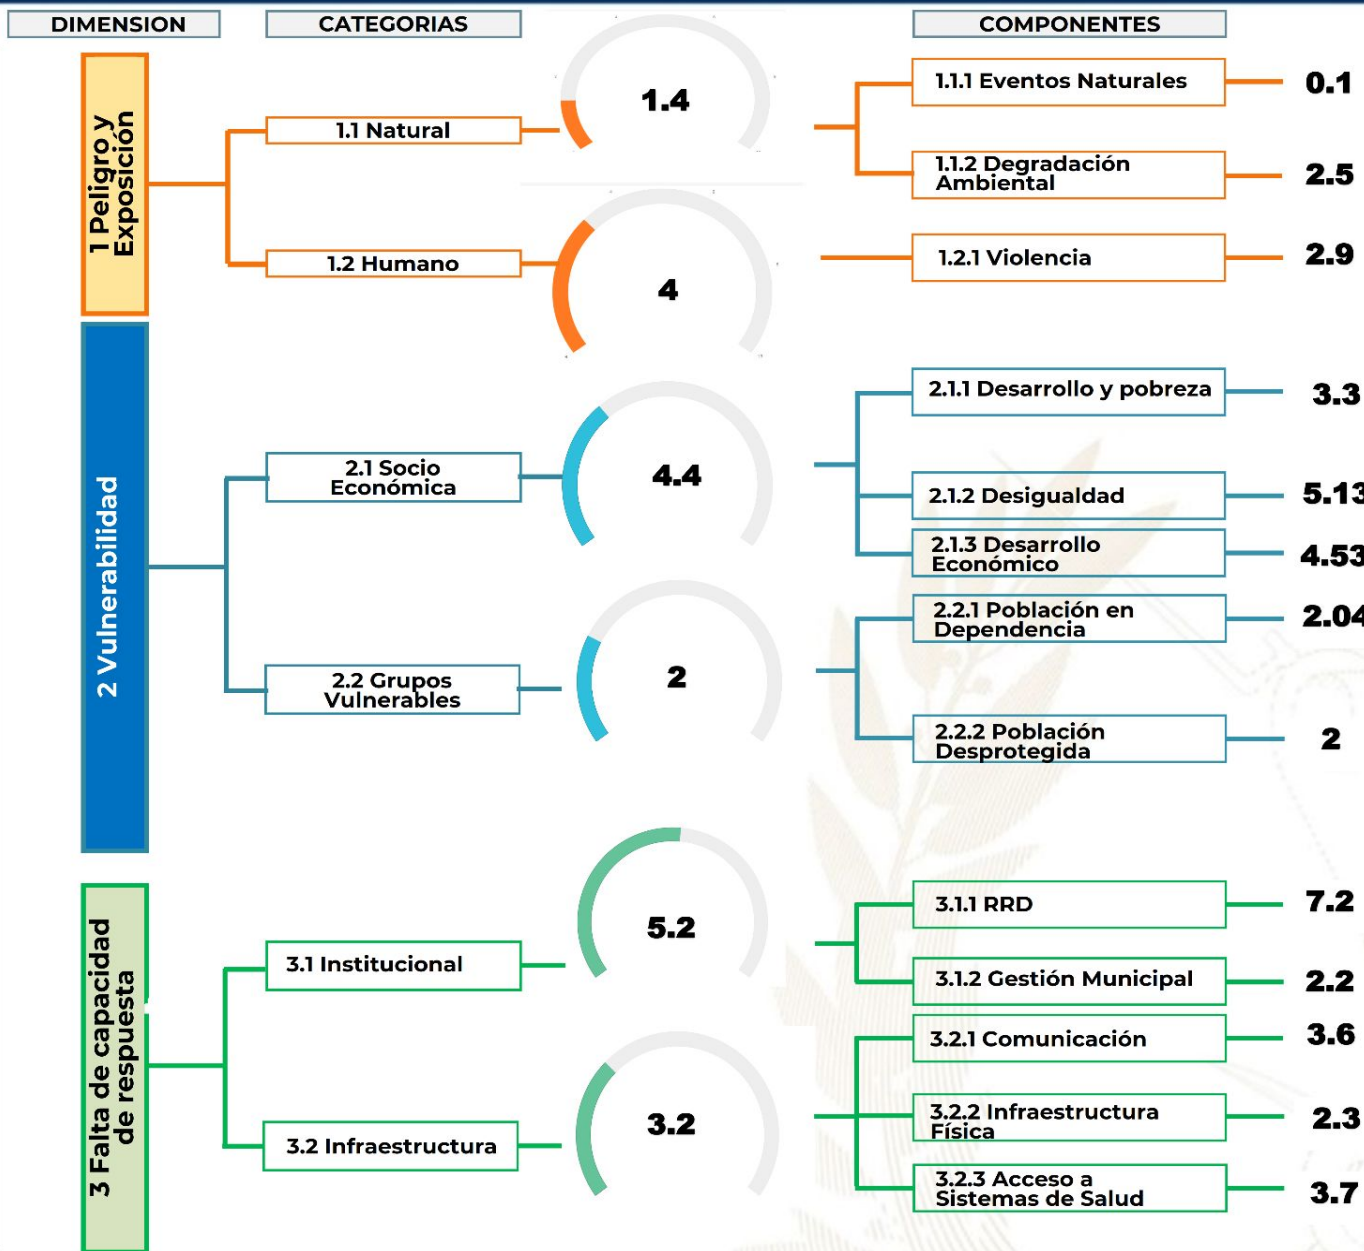 DIMENSION
CATEGORIAS
COMPONENTES
1 Peligro y
Exposición
1.1 Natural
1.4
1.1.1 Eventos Naturales
0.1
1.1.2 Degradación
Ambiental
2.5
1.2 Humano
4
1.2.1 Violencia
2.9
2 Vulnerabilidad
2.1 Socio
Económica
4.4
2.1.1 Desarrollo y pobreza
3.3
2.1.2 Desigualdad
5.13
2.1.3 Desarrollo
Económico
4.53
2.2 Grupos
Vulnerables
2
2.2.1 Población en
Dependencia
2.04
2.2.2 Población
Desprotegida
2
3 Falta de capacidad
de respuesta
3.1 Institucional
5.2
3.1.1 RRD
7.2
3.1.2 Gestión Municipal
2.2
3.2 Infraestructura
3.2
3.2.1 Comunicación
3.6
3.2.2 Infraestructura
Física
2.3
3.2.3 Acceso a
Sistemas de Salud
3.7